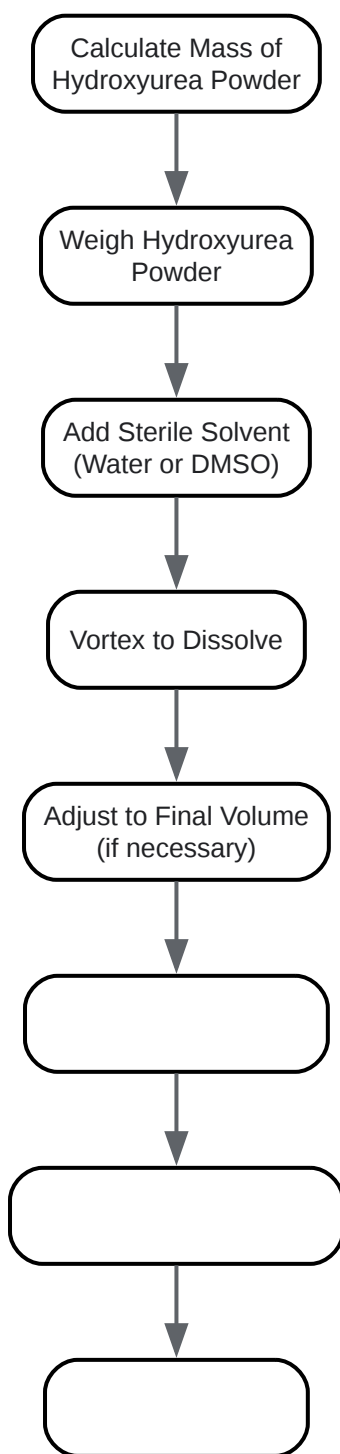 Calculate Mass of
Hydroxyurea Powder
Weigh Hydroxyurea
Powder
Add Sterile Solvent
(Water or DMSO)
Vortex to Dissolve
Adjust to Final Volume
(if necessary)